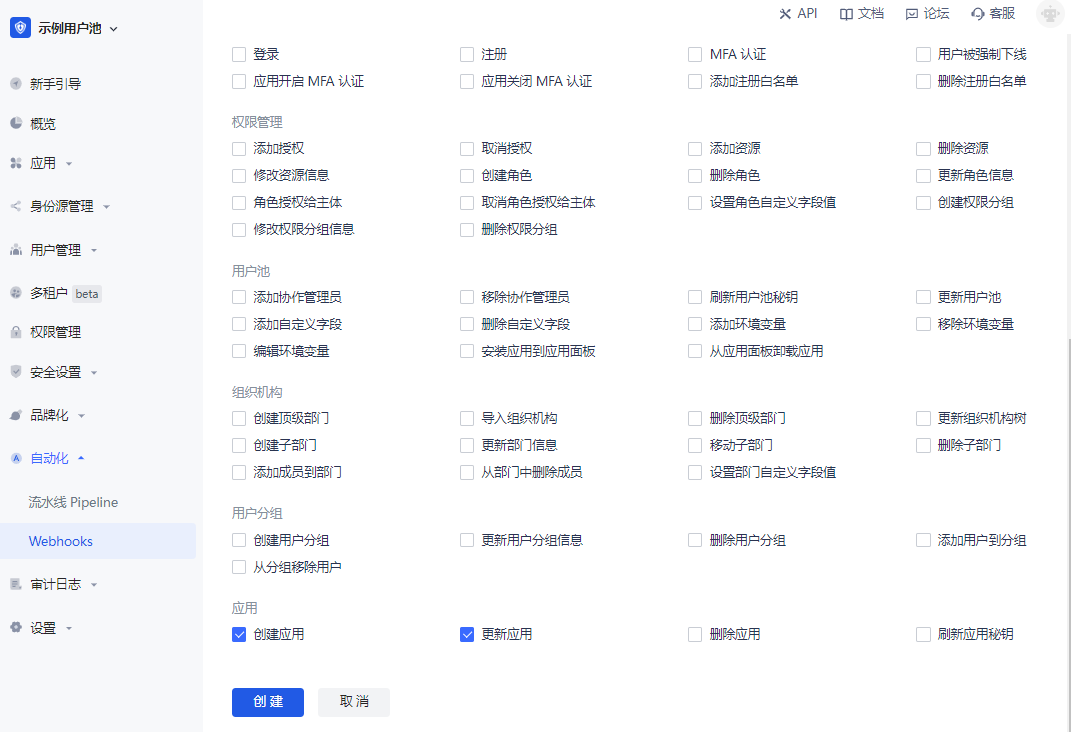 示例用户池
API 文档 论坛 客服
新手引导
概览
应用
身份源管理
用户管理
多租户 beta
权限管理
安全设置
品牌化
自动化
流水线 Pipeline
Webhooks
审计日志
设置
登录 注册 MFA 认证 用户被强制下线
应用开启 MFA 认证 应用关闭 MFA 认证 添加注册白名单 删除注册白名单
权限管理
添加授权 取消授权 添加资源 删除资源
修改资源信息 创建角色 删除角色 更新角色信息
角色授权给主体 取消角色授权给主体 设置角色自定义字段值 创建权限分组
修改权限分组信息 删除权限分组
用户池
添加协作管理员 移除协作管理员 刷新用户池秘钥 更新用户池
添加自定义字段 删除自定义字段 添加环境变量 移除环境变量
编辑环境变量 安装应用到应用面板 从应用面板卸载应用
组织机构
创建顶级部门 导入组织机构 删除顶级部门 更新组织机构树
创建子部门 更新部门信息 移动子部门 删除子部门
添加成员到部门 从部门中删除成员 设置部门自定义字段值
用户分组
创建用户分组 更新用户分组信息 删除用户分组 添加用户到分组
从分组移除用户
应用
创建应用 更新应用 删除应用 刷新应用秘钥
创建 取消